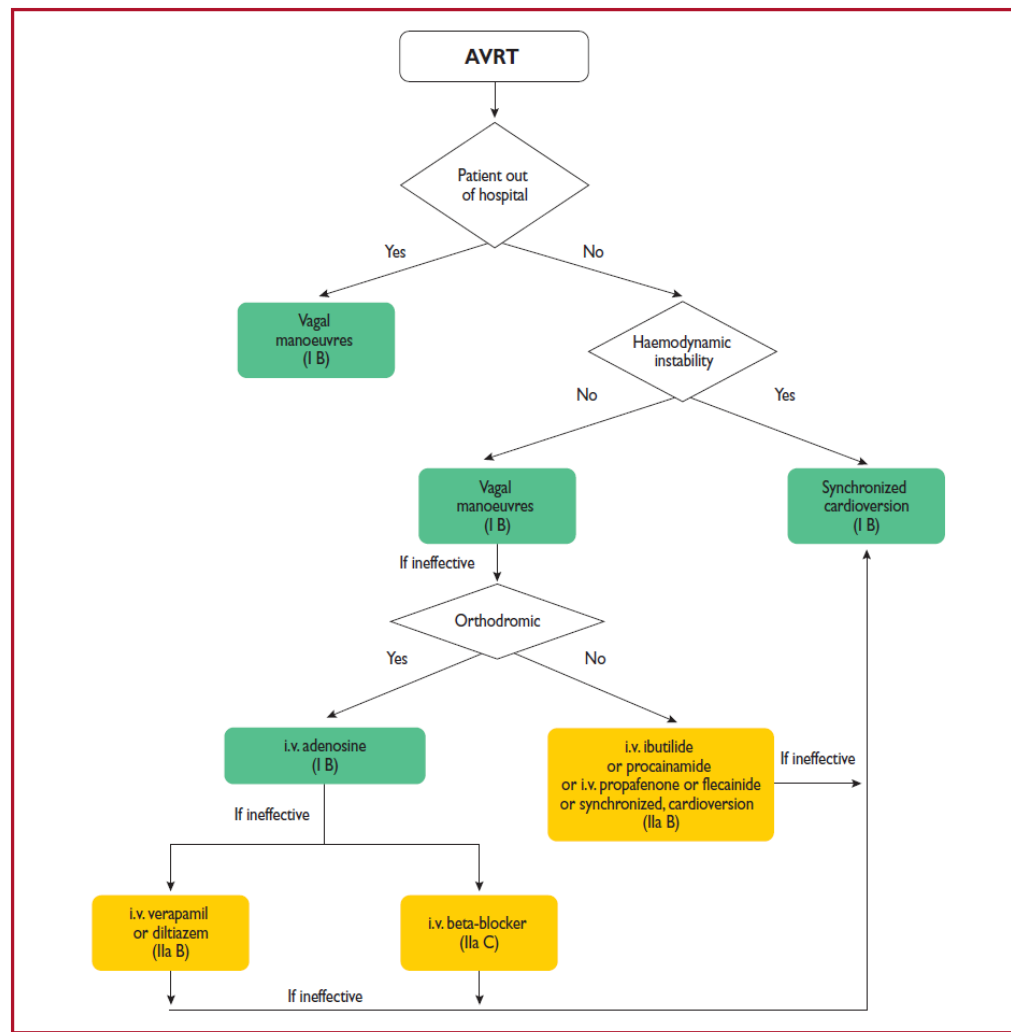 AVRT
Patient out
of hospital
Yes
No
Vagal
manoeuvres
(I B)
Haemodynamic
instability
No
Yes
Vagal
manoeuvres
(I B)
Synchronized
cardioversion
(I B)
If ineffective
Orthodromic
Yes
No
i.v. adenosine
(I B)
i.v. ibutilide
or procainamide
or i.v. propafenone or flecainide
or synchronized, cardioversion
(IIa B)
If ineffective
If ineffective
i.v. verapamil
or diltiazem
(IIa B)
i.v. beta-blocker
(IIa C)
If ineffective